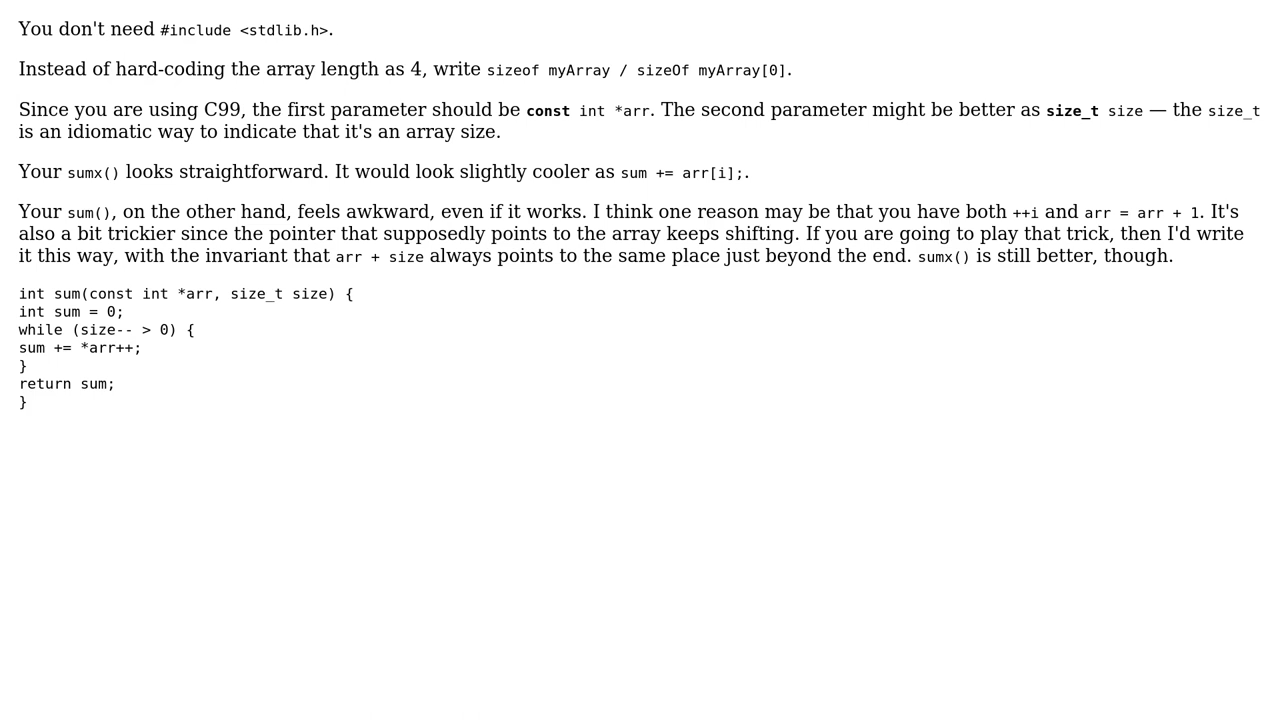 You don't need #include <stdlib.h>.
Instead of hard-coding the array length as 4, write sizeof myArray / sizeOf myArray[0].
Since you are using C99, the first parameter should be const int *arr. The second parameter might be better as size_t size — the size_t
is an idiomatic way to indicate that it's an array size.
Your sumx() looks straightforward. It would look slightly cooler as sum += arr[i];.
Your sum(), on the other hand, feels awkward, even if it works. I think one reason may be that you have both ++i and arr = arr + 1. It's
also a bit trickier since the pointer that supposedly points to the array keeps shifting. If you are going to play that trick, then I'd write
it this way, with the invariant that arr + size always points to the same place just beyond the end. sumx() is still better, though.
int sum(const int *arr, size_t size) {
int sum = 0;
while (size-- > 0) {
sum += *arr++;
}
return sum;
}